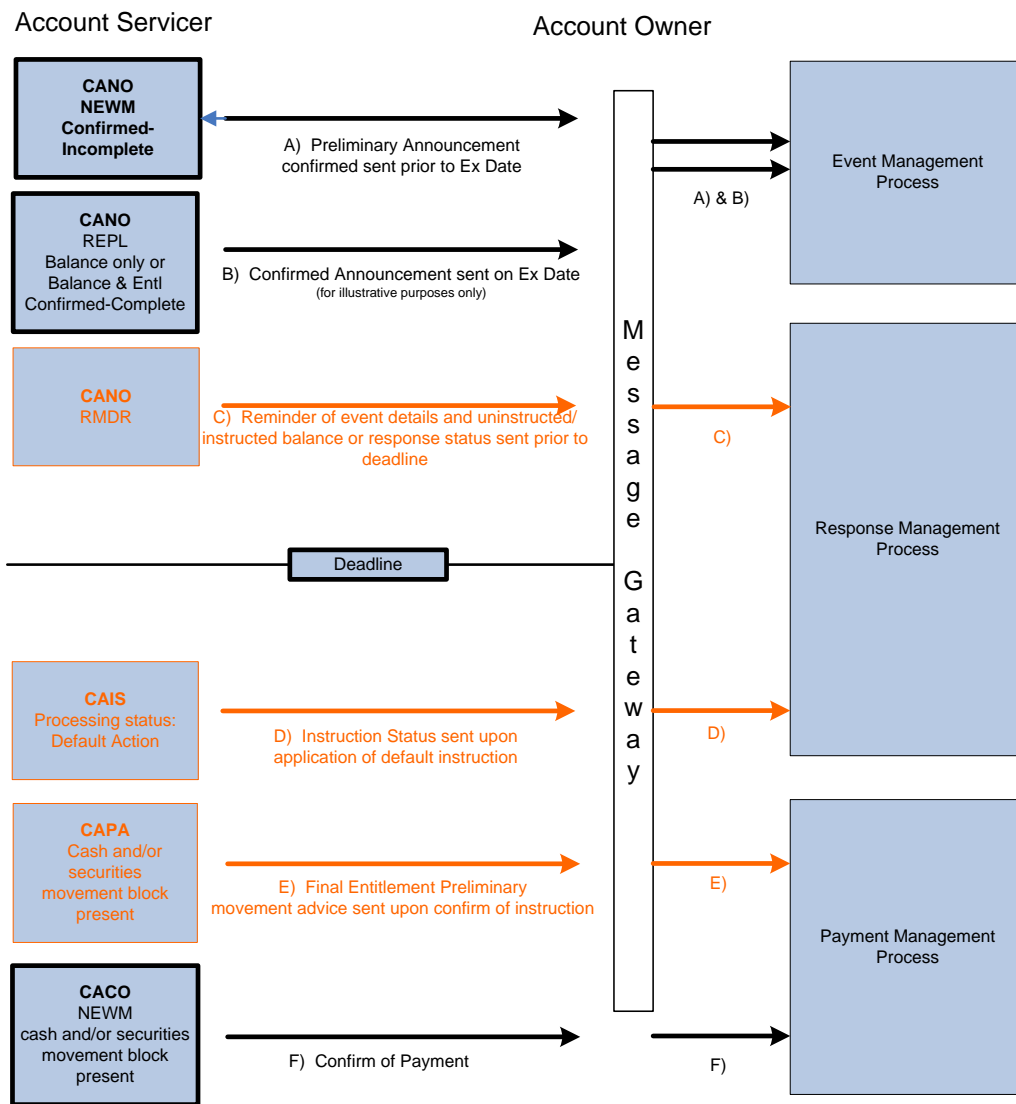 Account Servicer
Account Owner
CANO
NEWM
Confirmed-
Incomplete
A) Preliminary Announcement
confirmed sent prior to Ex Date
A) & B)
Event Management
Process
CANO
REPL
Balance only or
Balance & Entl
Confirmed-Complete
B) Confirmed Announcement sent on Ex Date
(for illustrative purposes only)
Message Gateway
CANO
RMDR
C) Reminder of event details and uninstructed/
instructed balance or response status sent prior to
deadline
C)
Response Management
Process
Deadline
CAIS
Processing status:
Default Action
D) Instruction Status sent upon
application of default instruction
D)
CAPA
Cash and/or
securities
movement block
present
E) Final Entitlement Preliminary
movement advice sent upon confirm of instruction
E)
Payment Management
Process
CACO
NEWM
cash and/or securities
movement block
present
F) Confirm of Payment
F)